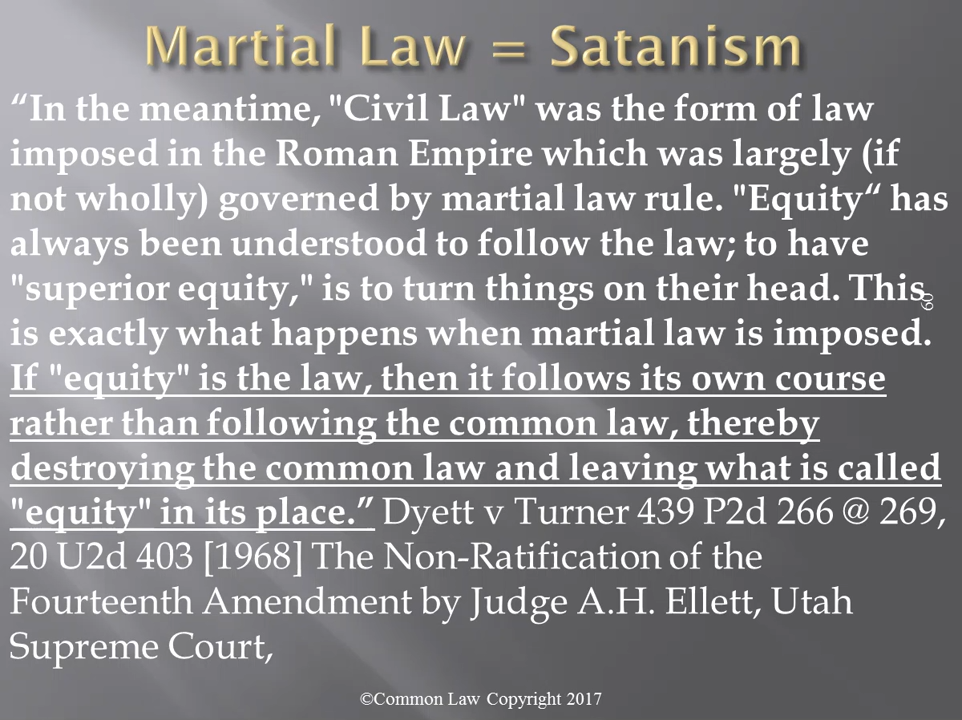 Martial Law = Satanism
“In the meantime, "Civil Law" was the form of law
imposed in the Roman Empire which was largely (if
not wholly) governed by martial law rule. "Equity“ has
always been understood to follow the law; to have
"superior equity," is to turn things on their head. This
is exactly what happens when martial law is imposed.
If "equity" is the law, then it follows its own course
rather than following the common law, thereby
destroying the common law and leaving what is called
"equity" in its place.” Dyett v Turner 439 P2d 266 @ 269,
20 U2d 403 [1968] The Non-Ratification of the
Fourteenth Amendment by Judge A.H. Ellett, Utah
Supreme Court,
60
©Common Law Copyright 2017